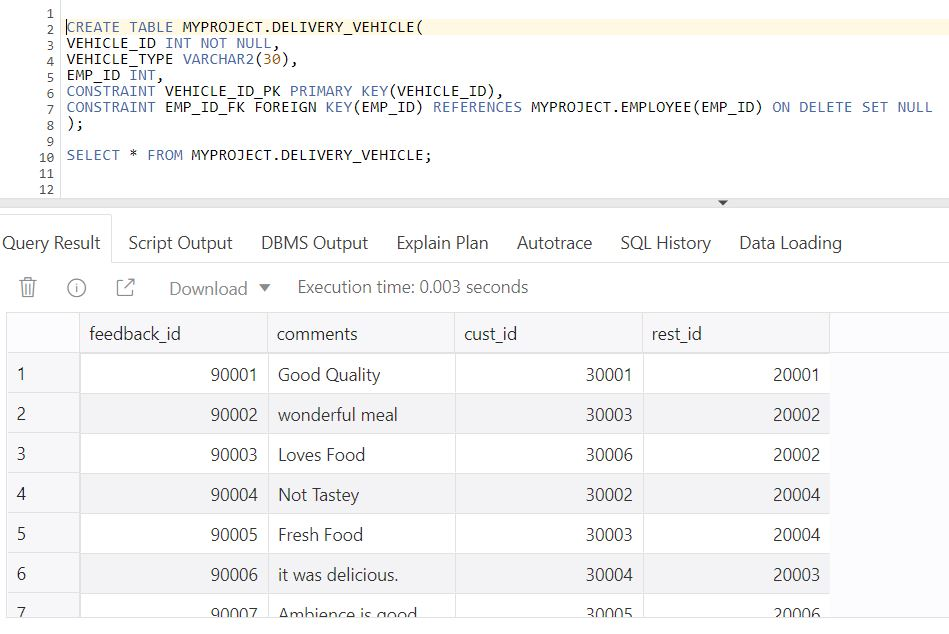 1
2 CREATE TABLE MYPROJECT.DELIVERY_VEHICLE(
3 VEHICLE_ID INT NOT NULL,
4 VEHICLE_TYPE VARCHAR2(30),
5 EMP_ID INT,
6 CONSTRAINT VEHICLE_ID_PK PRIMARY KEY(VEHICLE_ID),
7 CONSTRAINT EMP_ID_FK FOREIGN KEY(EMP_ID) REFERENCES MYPROJECT.EMPLOYEE(EMP_ID) ON DELETE SET NULL
8 );
9
10 SELECT * FROM MYPROJECT.DELIVERY_VEHICLE;
11
12
Query Result Script Output DBMS Output Explain Plan Autotrace SQL History Data Loading
Download Execution time: 0.003 seconds
feedback_id comments cust_id rest_id
1 90001 Good Quality 30001 20001
2 90002 wonderful meal 30003 20002
3 90003 Loves Food 30006 20002
4 90004 Not Tastey 30002 20004
5 90005 Fresh Food 30003 20004
6 90006 it was delicious. 30004 20003
7 90007 Ambience is good 30005 20006